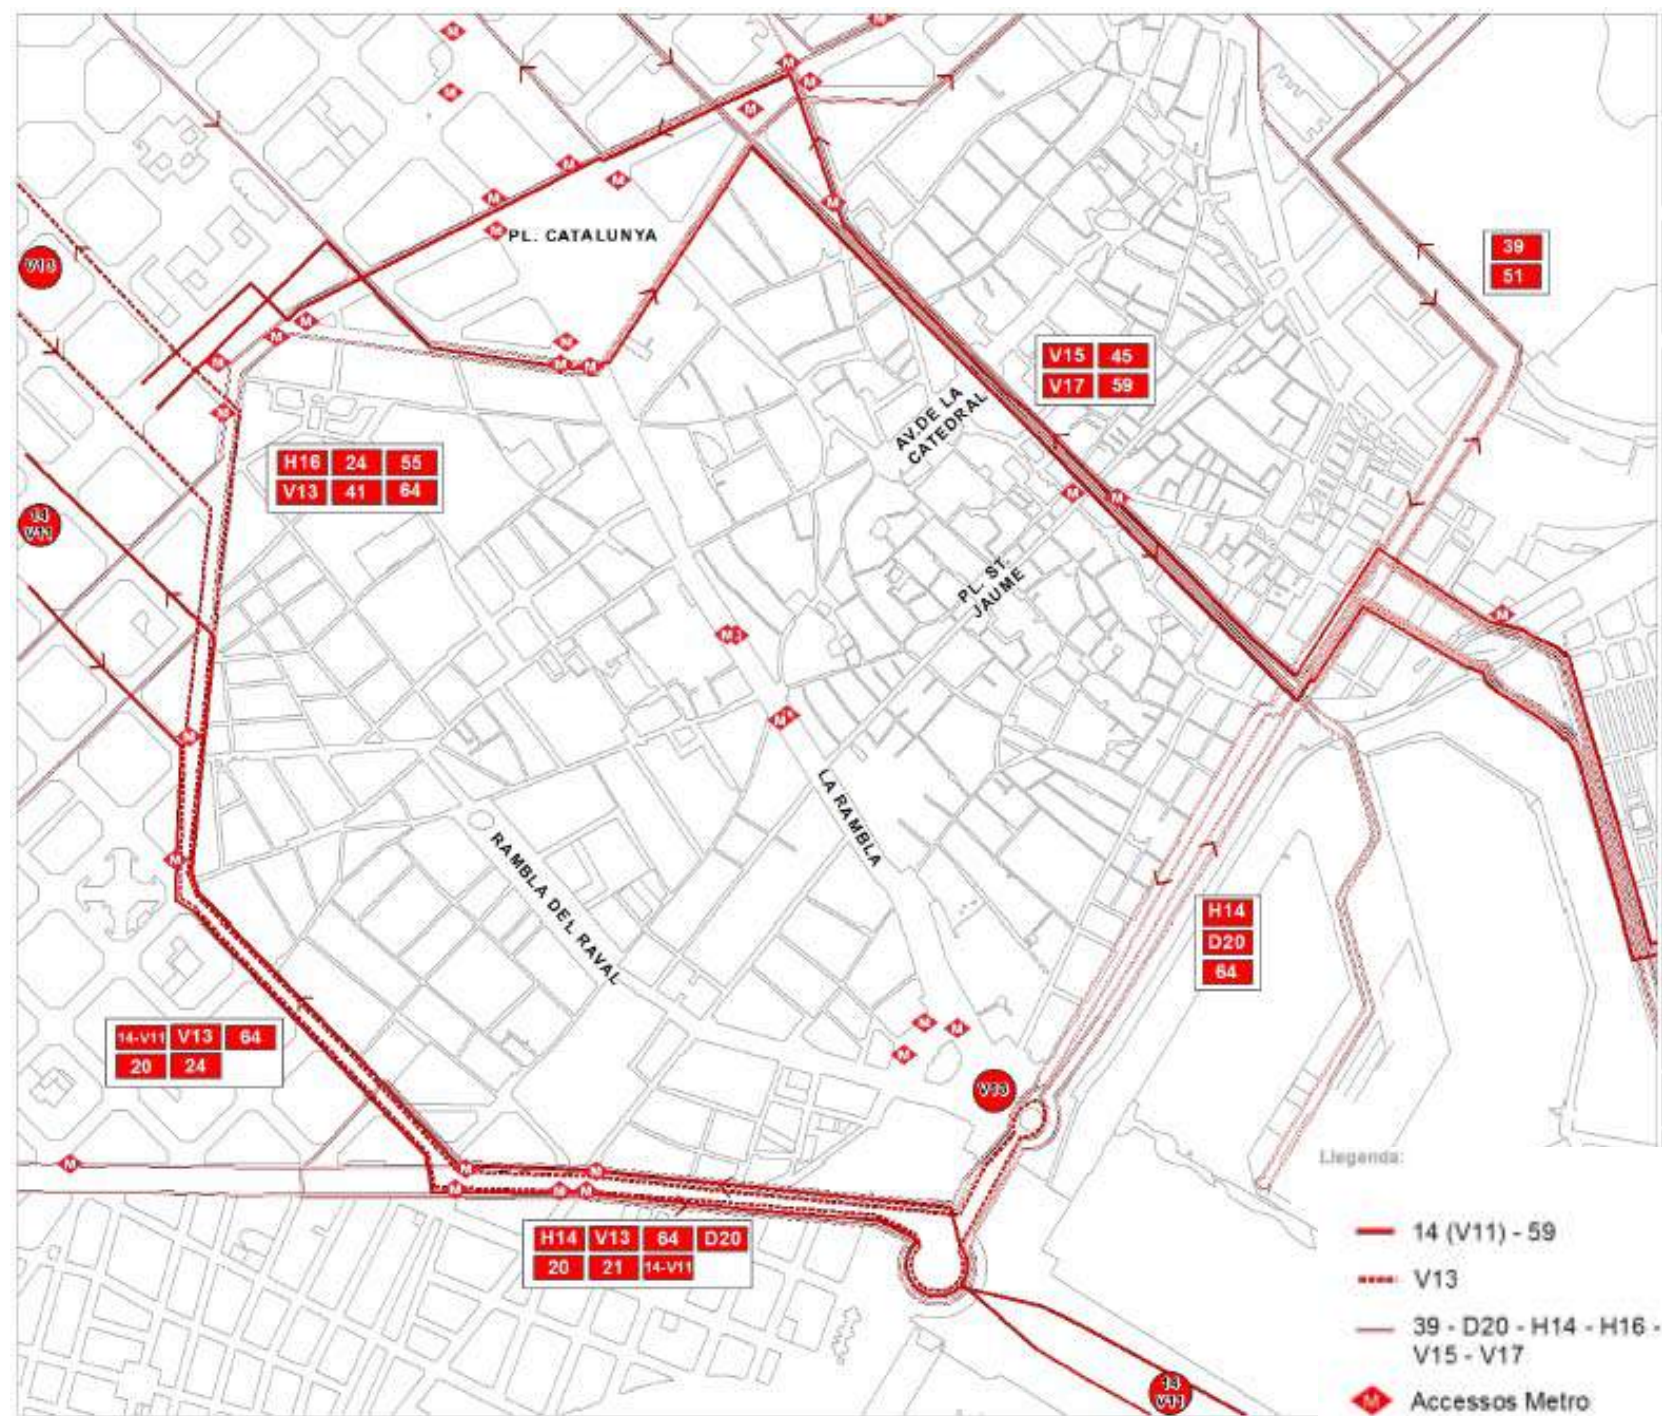 M
M
M
M
M
M
M
M
M
M
M
M
PL. CATALUNYA
V13
39
51
M
M
M
M
M
M
V15 45
V17 59
AV.DE LA
CATEDRAL
M
H16 24 55
V13 41 64
M
M
14
V11
PL. ST.
JAUME
M
M
M
M
LA RAMBLA
RAMBLA DEL RAVAL
M
H14
D20
64
14-V11 V13 64
20 24
M
M
M
V13
M
M
M
M
M
M
Llegenda:
H14 V13 64 D20
20 21 14-V11
14 (V11) - 59
V13
39 - D20 - H14 - H16 -
V15 - V17
14
V11
M Accessos Metro